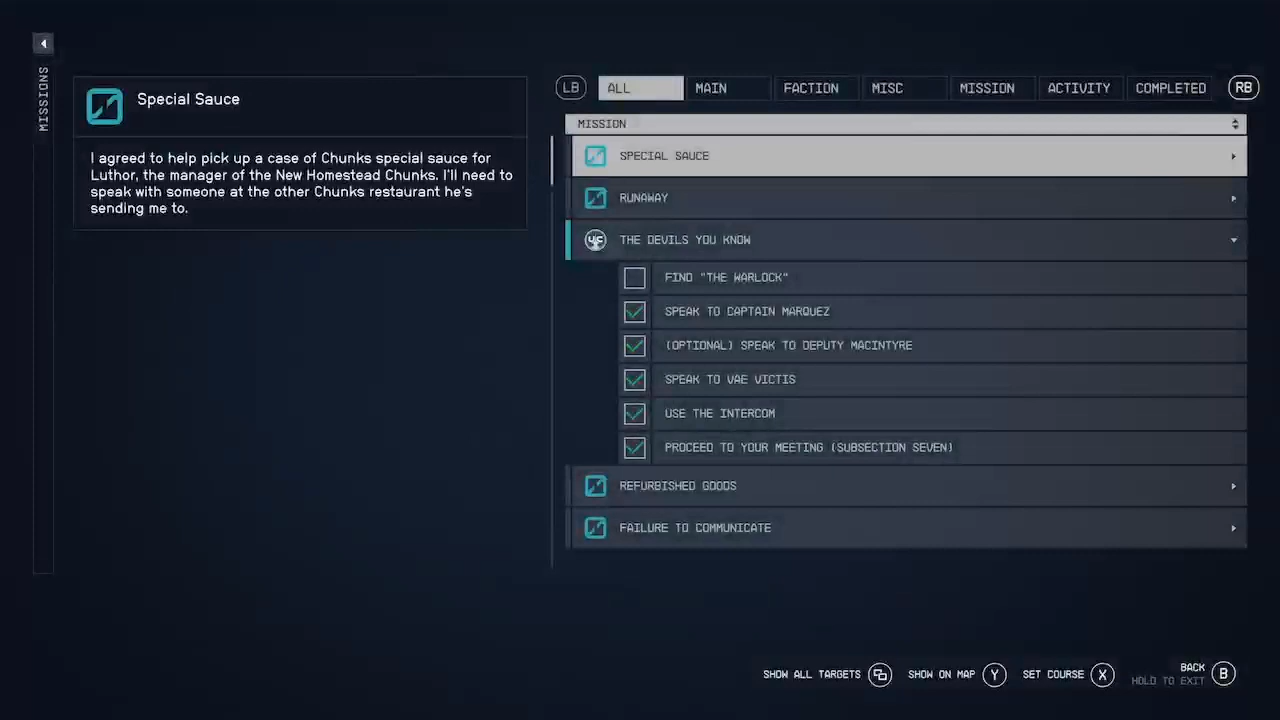 MISSIONS
Special Sauce
I agreed to help pick up a case of Chunks special sauce for
Luthor, the manager of the New Homestead Chunks. I'll need to
speak with someone at the other Chunks restaurant he's
sending me to.
LB ALL MAIN FACTION MISC MISSION ACTIVITY COMPLETED RB
MISSION
SPECIAL SAUCE
RUNAWAY
THE DEVILS YOU KNOW
FIND "THE WARLOCK"
SPEAK TO CAPTAIN MARQUEZ
(OPTIONAL) SPEAK TO DEPUTY MACINTYRE
SPEAK TO VAE VICTIS
USE THE INTERCOM
PROCEED TO YOUR MEETING (SUBSECTION SEVEN)
REFURBISHED GOODS
FAILURE TO COMMUNICATE
SHOW ALL TARGETS SHOW ON MAP Y SET COURSE X BACK B
HOLD TO EXIT